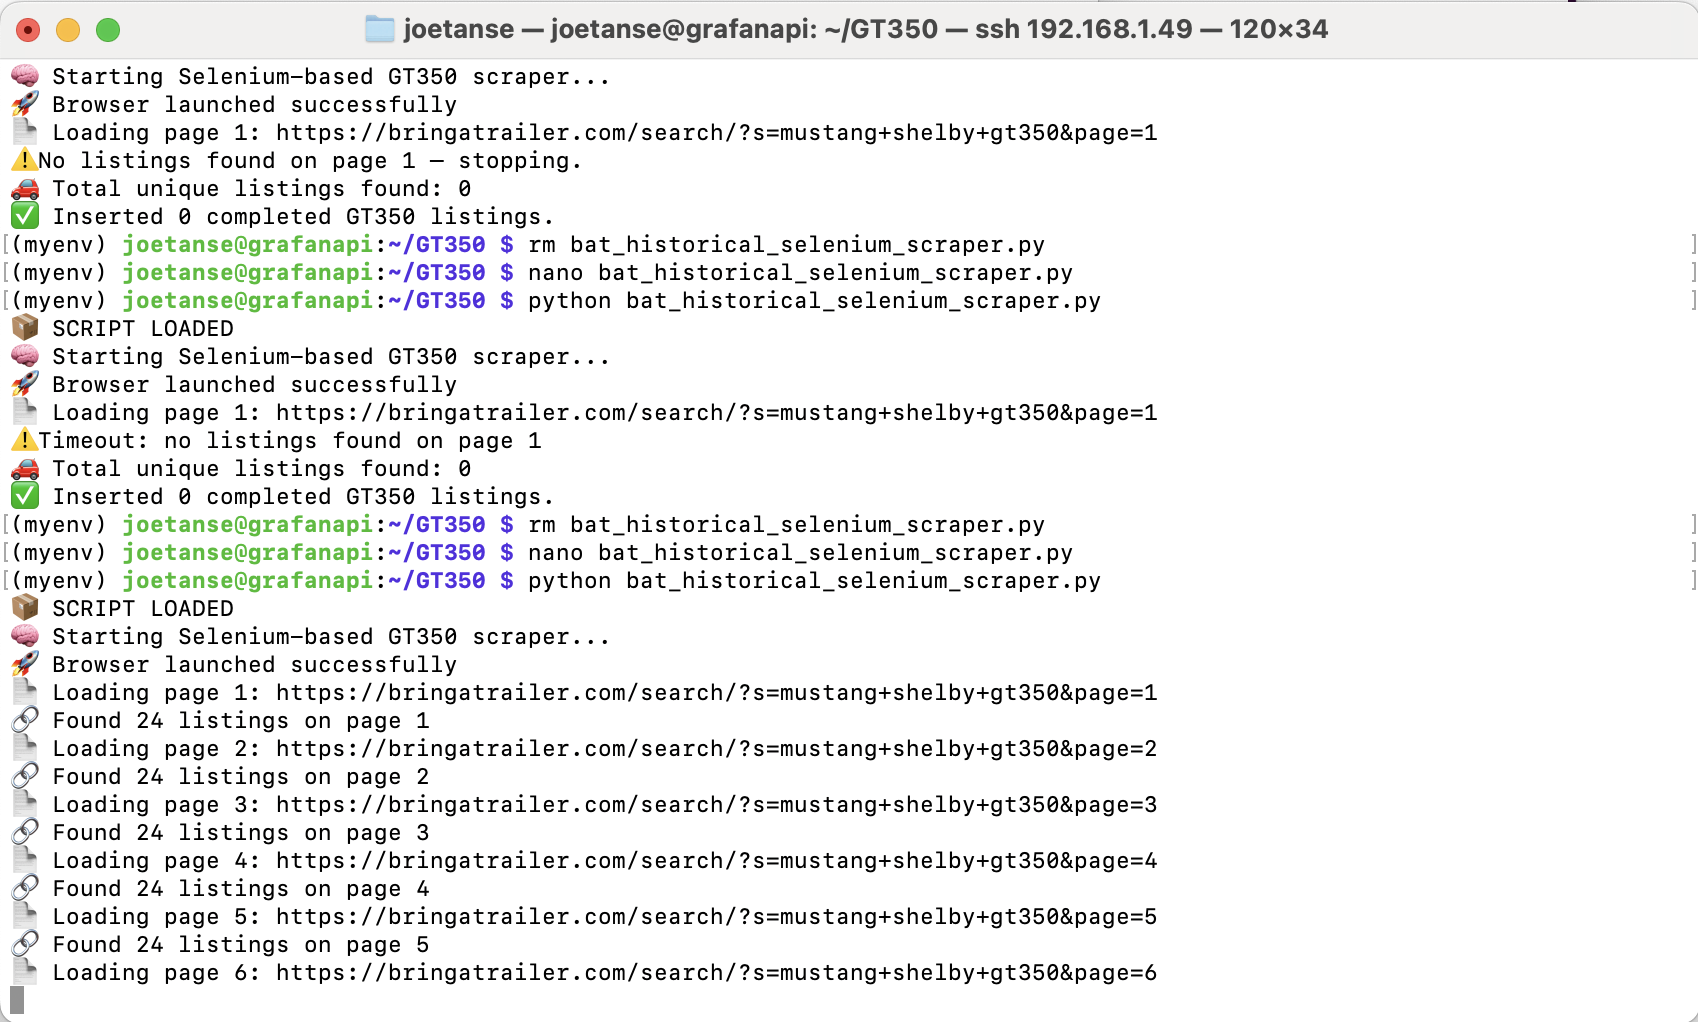 joetanse — joetanse@grafanapi: ~/GT350 — ssh 192.168.1.49 — 120×34
🧠 Starting Selenium-based GT350 scraper...
🚀 Browser launched successfully
📄 Loading page 1: https://bringatrailer.com/search/?s=mustang+shelby+gt350&page=1
⚠️No listings found on page 1 — stopping.
🚗 Total unique listings found: 0
✅ Inserted 0 completed GT350 listings.
[(myenv) joetanse@grafanapi:~/GT350 $ rm bat_historical_selenium_scraper.py ]
[(myenv) joetanse@grafanapi:~/GT350 $ nano bat_historical_selenium_scraper.py ]
[(myenv) joetanse@grafanapi:~/GT350 $ python bat_historical_selenium_scraper.py ]
📦 SCRIPT LOADED
🧠 Starting Selenium-based GT350 scraper...
🚀 Browser launched successfully
📄 Loading page 1: https://bringatrailer.com/search/?s=mustang+shelby+gt350&page=1
⚠️Timeout: no listings found on page 1
🚗 Total unique listings found: 0
✅ Inserted 0 completed GT350 listings.
[(myenv) joetanse@grafanapi:~/GT350 $ rm bat_historical_selenium_scraper.py ]
[(myenv) joetanse@grafanapi:~/GT350 $ nano bat_historical_selenium_scraper.py ]
[(myenv) joetanse@grafanapi:~/GT350 $ python bat_historical_selenium_scraper.py ]
📦 SCRIPT LOADED
🧠 Starting Selenium-based GT350 scraper...
🚀 Browser launched successfully
📄 Loading page 1: https://bringatrailer.com/search/?s=mustang+shelby+gt350&page=1
🔗 Found 24 listings on page 1
📄 Loading page 2: https://bringatrailer.com/search/?s=mustang+shelby+gt350&page=2
🔗 Found 24 listings on page 2
📄 Loading page 3: https://bringatrailer.com/search/?s=mustang+shelby+gt350&page=3
🔗 Found 24 listings on page 3
📄 Loading page 4: https://bringatrailer.com/search/?s=mustang+shelby+gt350&page=4
🔗 Found 24 listings on page 4
📄 Loading page 5: https://bringatrailer.com/search/?s=mustang+shelby+gt350&page=5
🔗 Found 24 listings on page 5
📄 Loading page 6: https://bringatrailer.com/search/?s=mustang+shelby+gt350&page=6